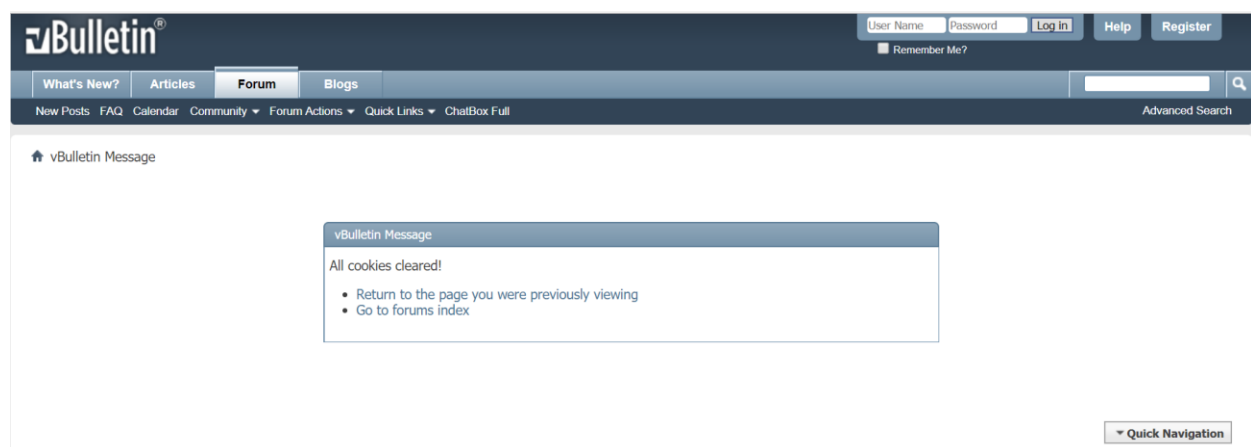 vBulletin®
User Name Password Log in Help Register
Remember Me?
What's New? Articles Forum Blogs
New Posts FAQ Calendar Community Forum Actions Quick Links ChatBox Full Advanced Search
vBulletin Message
vBulletin Message
All cookies cleared!
Return to the page you were previously viewing
Go to forums index
Quick Navigation